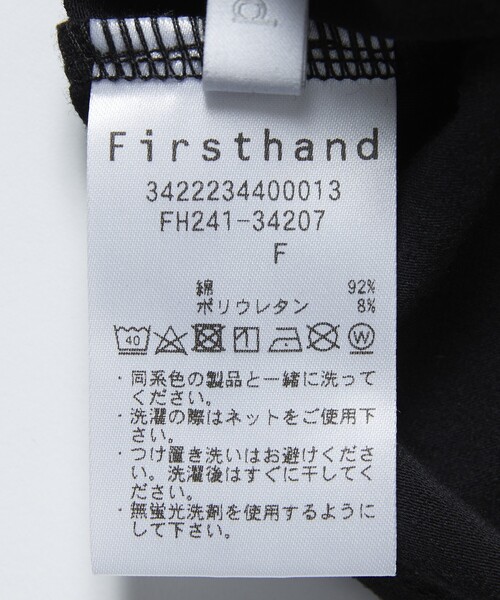 Firsthand
3422234400013
FH241-34207
F
綿 92%
ポリウレタン 8%
40 W
・同系色の製品と一緒に洗って
ください。
・洗濯の際はネットをご使用下
さい。
・つけ置き洗いはお避けくださ
い。洗濯後はすぐに干してく
ださい。
・無蛍光洗剤を使用するように
して下さい。